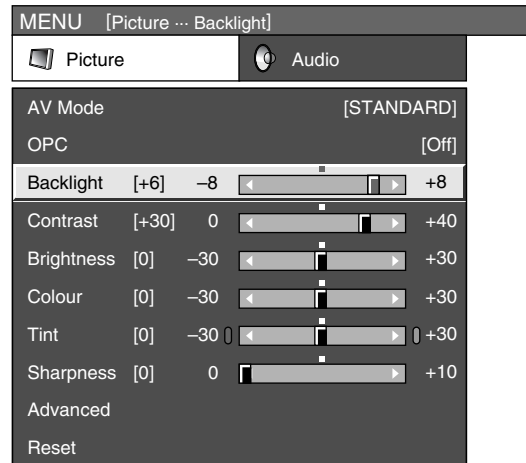 MENU [Picture ··· Backlight]
Picture Audio
AV Mode [STANDARD]
OPC [Off]
Backlight [+6] –8 +8
Contrast [+30] 0 +40
Brightness [0] –30 +30
Colour [0] –30 +30
Tint [0] –30 +30
Sharpness [0] 0 +10
Advanced
Reset